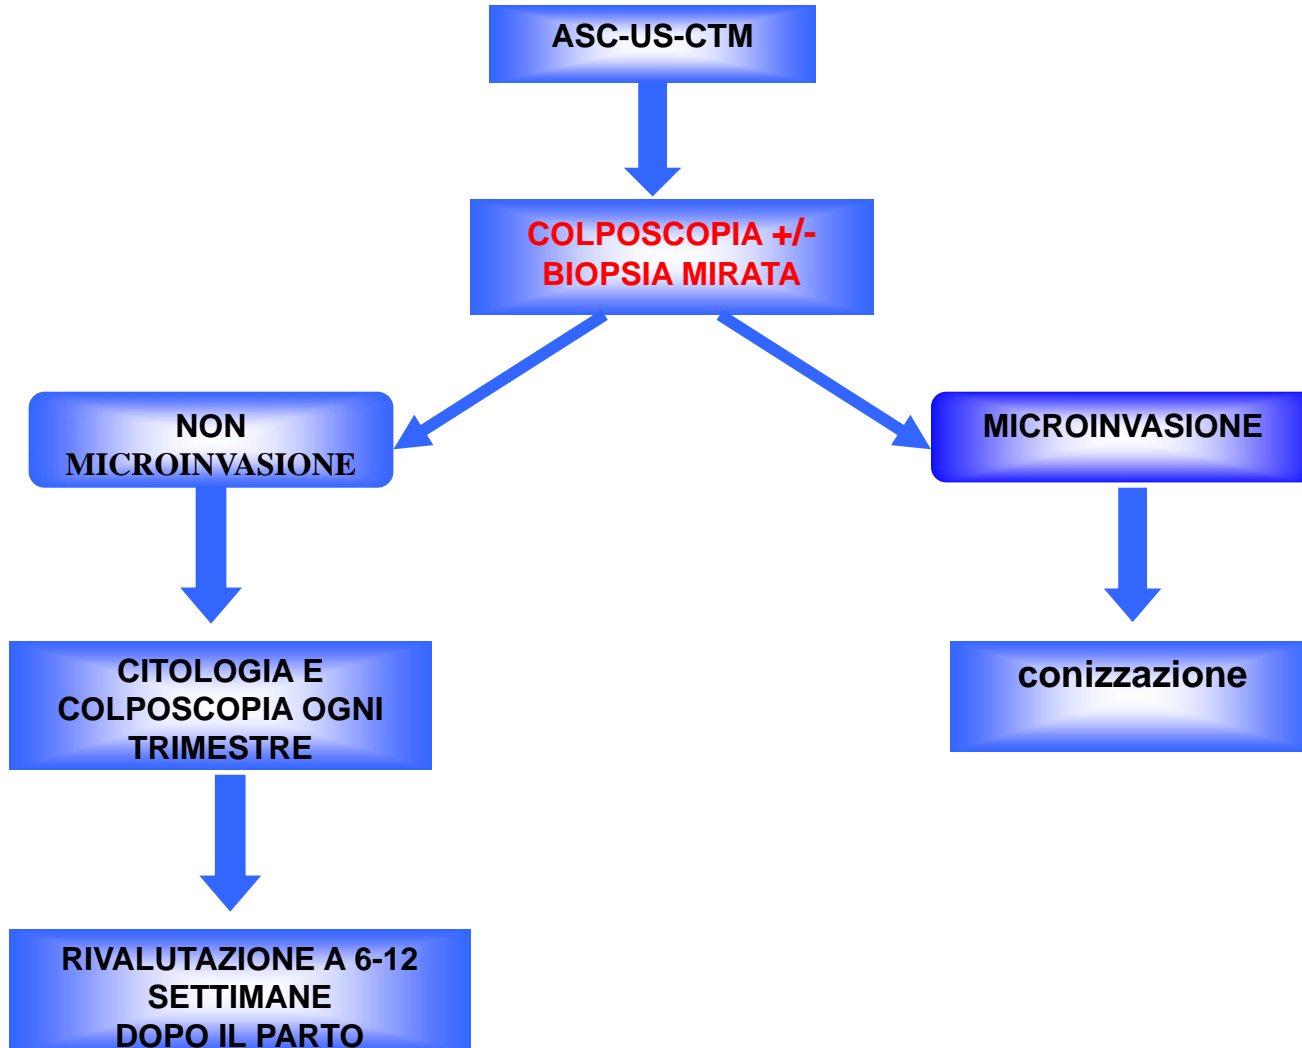 ASC-US-CTM
COLPOSCOPIA +/-
BIOPSIA MIRATA
NON
MICROINVASIONE
MICROINVASIONE
CITOLOGIA E
COLPOSCOPIA OGNI
TRIMESTRE
conizzazione
RIVALUTAZIONE A 6-12
SETTIMANE
DOPO IL PARTO